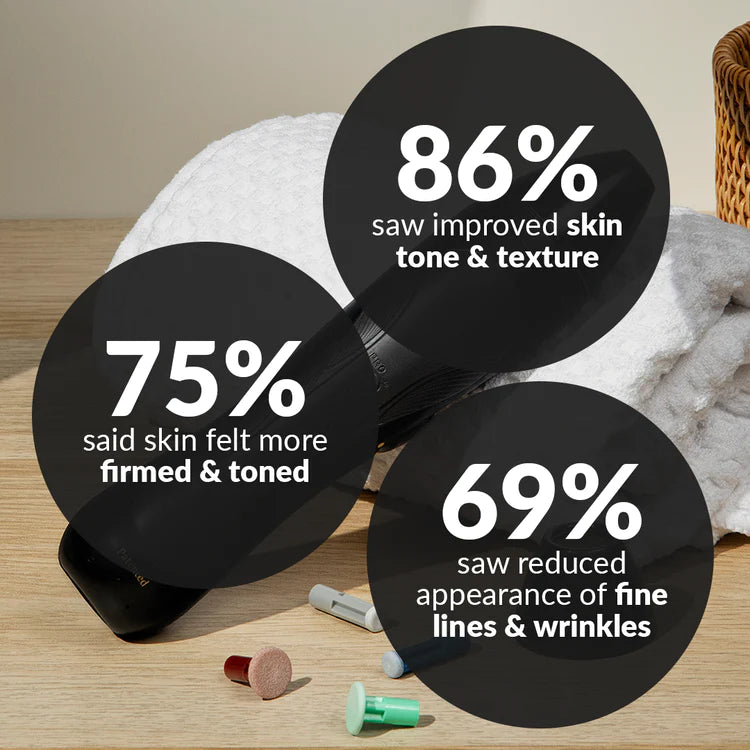 86%
saw improved skin
tone & texture
75%
said skin felt more
firmed & toned
69%
saw reduced
appearance of fine
lines & wrinkles
Patented